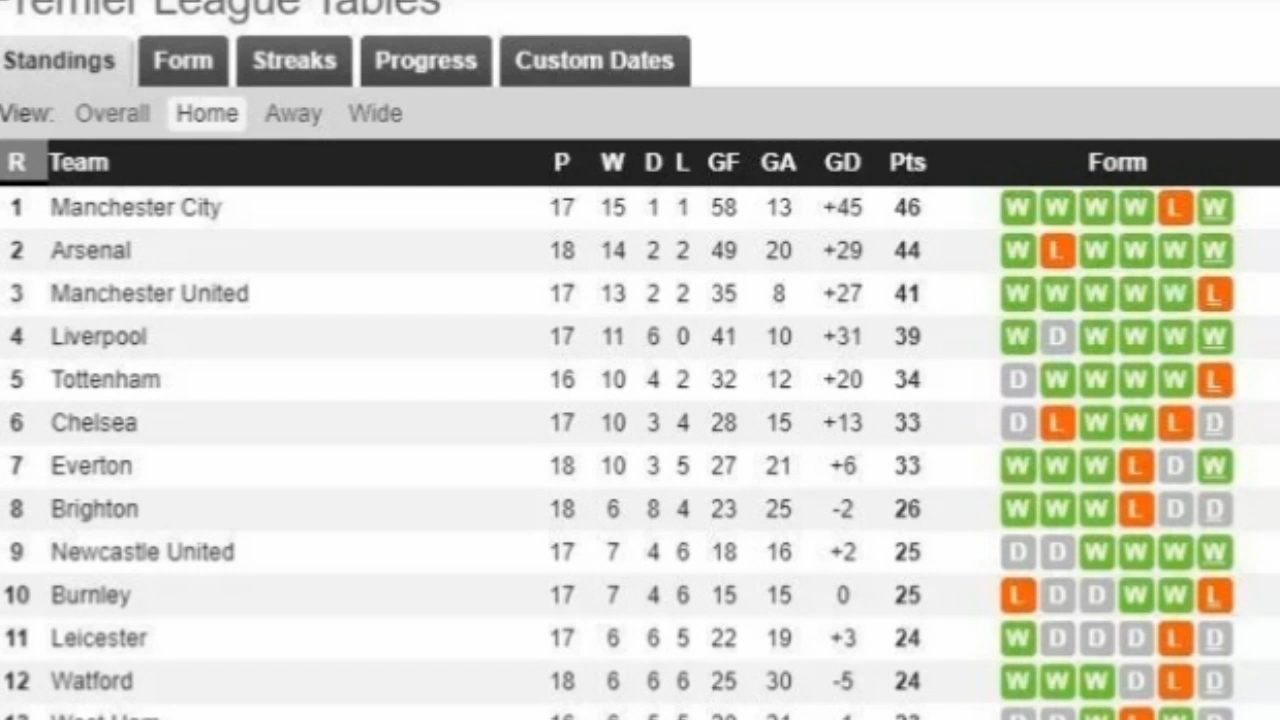 Premier League Tables
Standings Form Streaks Progress Custom Dates
View: Overall Home Away Wide
R Team P W D L GF GA GD Pts Form
1 Manchester City 17 15 1 1 58 13 +45 46 W W W W L W
2 Arsenal 18 14 2 2 49 20 +29 44 W L W W W W
3 Manchester United 17 13 2 2 35 8 +27 41 W W W W W L
4 Liverpool 17 11 6 0 41 10 +31 39 W D W W W W
5 Tottenham 16 10 4 2 32 12 +20 34 D W W W W L
6 Chelsea 17 10 3 4 28 15 +13 33 D L W W L D
7 Everton 18 10 3 5 27 21 +6 33 W W W L D W
8 Brighton 18 6 8 4 23 25 -2 26 W W W L D D
9 Newcastle United 17 7 4 6 18 16 +2 25 D D W W W W
10 Burnley 17 7 4 6 15 15 0 25 L D D W W L
11 Leicester 17 6 6 5 22 19 +3 24 W D D D L D
12 Watford 18 6 6 6 25 30 -5 24 W W W D L D
13 West Ham